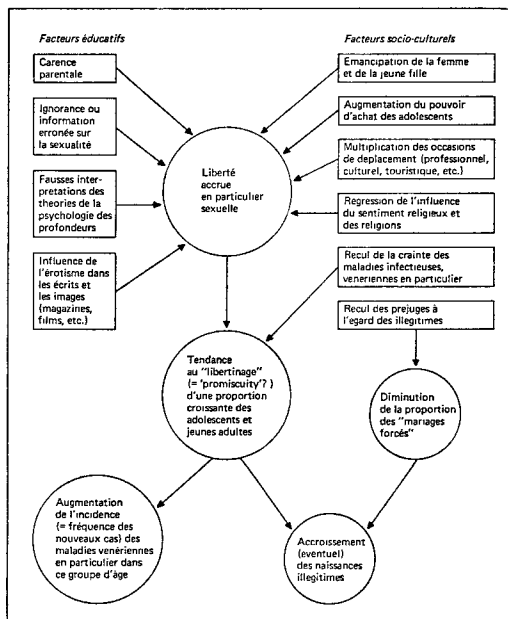 Facteurs éducatifs
Carence
parentale
Ignorance ou
information
erronée sur
la sexualité
Fausses inter-
pretations des
theories de la
psychologie des
profondeurs
Influence de
l'érotisme dans
les écrits et
les images
(magazines,
films, etc.)
Facteurs socio-culturels
Emancipation de la femme
et de la jeune fille
Augmentation du pouvoir
d'achat des adolescents
Multiplication des occasions
de deplacement (professionnel,
culturel, touristique, etc.)
Regression de l'influence
du sentiment religieux et
des religions
Recul de la crainte des
maladies infectieuses,
veneriennes en particulier
Recul des prejuges à
l'egard des illegitimes
Liberté
accrue
en particulier
sexuelle
Tendance
au "libertinage"
(= 'promiscuity'? )
d'une proportion
croissante des
adolescents et
jeunes adultes
Diminution
de la proportion
des "mariages
forcés"
Augmentation
de l'incidence
(= fréquence des
nouveaux cas) des
maladies venériennes
en particulier dans
ce groupe d'âge
Accroissement
(eventuel)
des naissances
illegitimes